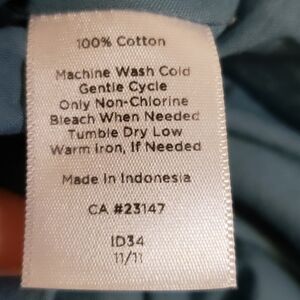 100% Cotton
Machine Wash Cold
Gentle Cycle
Only Non-Chlorine
Bleach When Needed
Tumble Dry Low
Warm Iron, If Needed
Made in Indonesia
CA #23147
ID34
11/11